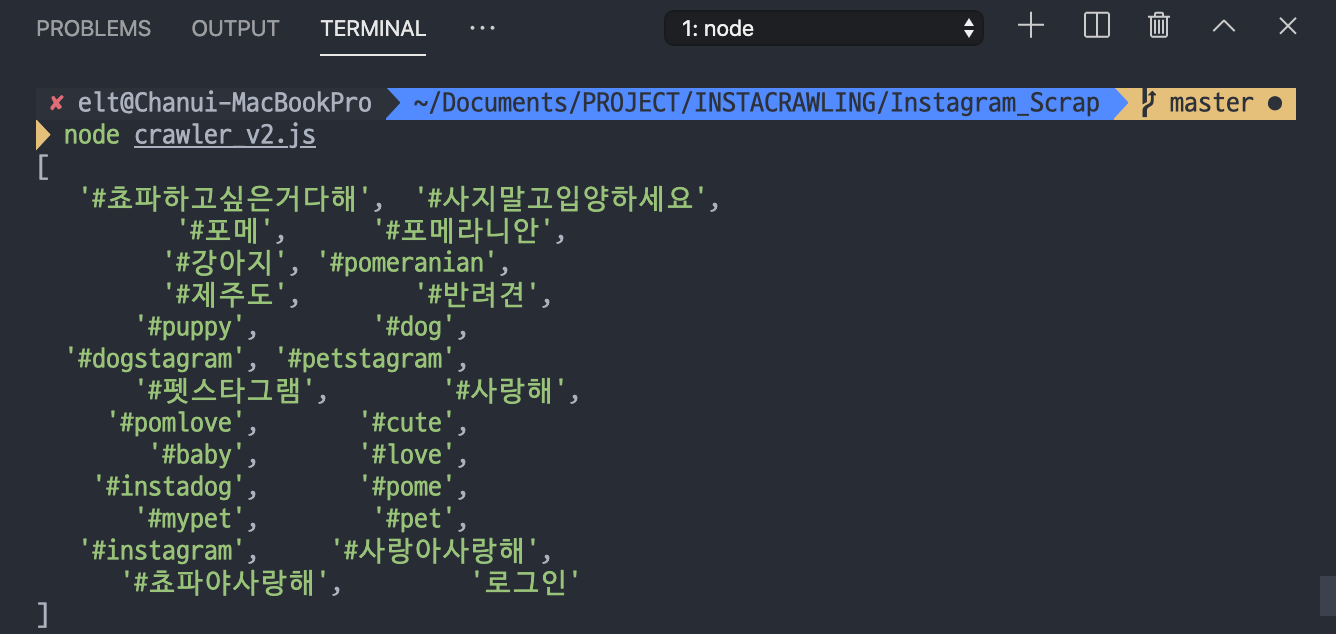 PROBLEMS OUTPUT TERMINAL ... 1: node
✘ elt@Chanui-MacBookPro ~/Documents/PROJECT/INSTACRAWLING/Instagram_Scrap master ●
node crawler_v2.js
[
'#쵸파하고싶은거다해', '#사지말고입양하세요',
'#포메', '#포메라니안',
'#강아지', '#pomeranian',
'#제주도', '#반려견',
'#puppy', '#dog',
'#dogstagram', '#petstagram',
'#펫스타그램', '#사랑해',
'#pomlove', '#cute',
'#baby', '#love',
'#instadog', '#pome',
'#mypet', '#pet',
'#instagram', '#사랑아사랑해',
'#쵸파야사랑해', '로그인'
]